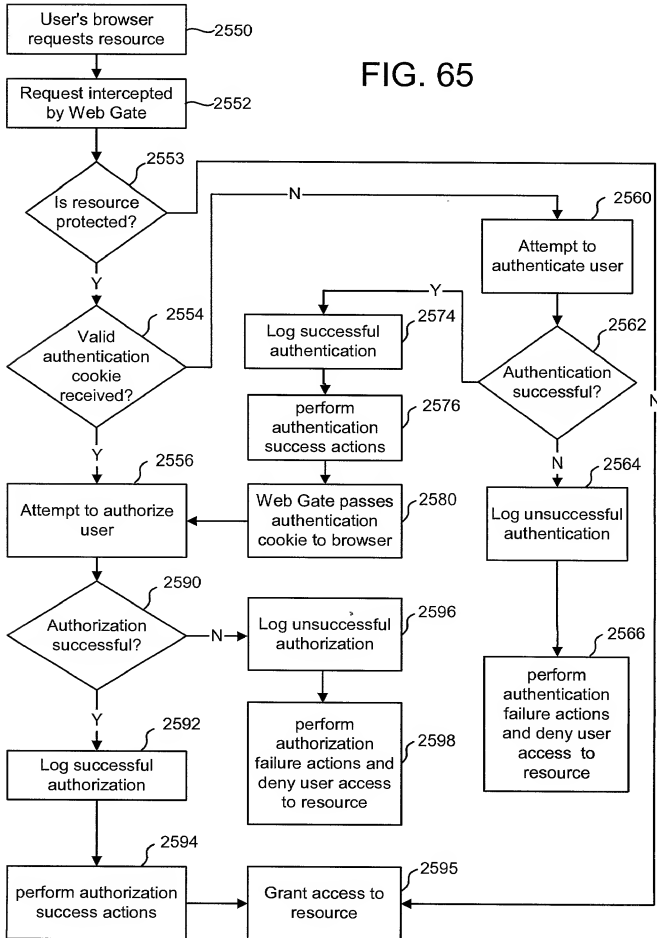 User's browser
requests resource
2550
FIG. 65
Request intercepted
by Web Gate
2552
2553
Is resource
protected?
N
2560
Attempt to
authenticate user
Y
Y
2554
Valid
authentication
cookie
received?
2574
Log successful
authentication
2562
Authentication
successful?
N
2576
perform
authentication
success actions
Y
2556
Attempt to authorize
user
2580
Web Gate passes
authentication
cookie to browser
N
2564
Log unsuccessful
authentication
2590
Authorization
successful?
N
2596
Log unsuccessful
authorization
2566
perform
authentication
failure actions
and deny user
access to
resource
Y
2592
Log successful
authorization
2598
perform
authorization
failure actions and
deny user access
to resource
2594
perform authorization
success actions
2595
Grant access to
resource